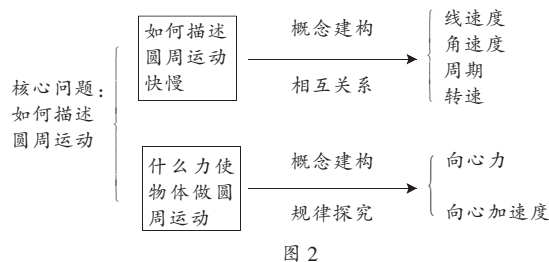 核心问题：
如何描述
圆周运动
如何描述
圆周运动
快慢
概念建构
相互关系
线速度
角速度
周期
转速
什么力使
物体做圆
周运动
概念建构
规律探究
向心力
向心加速度
图 2